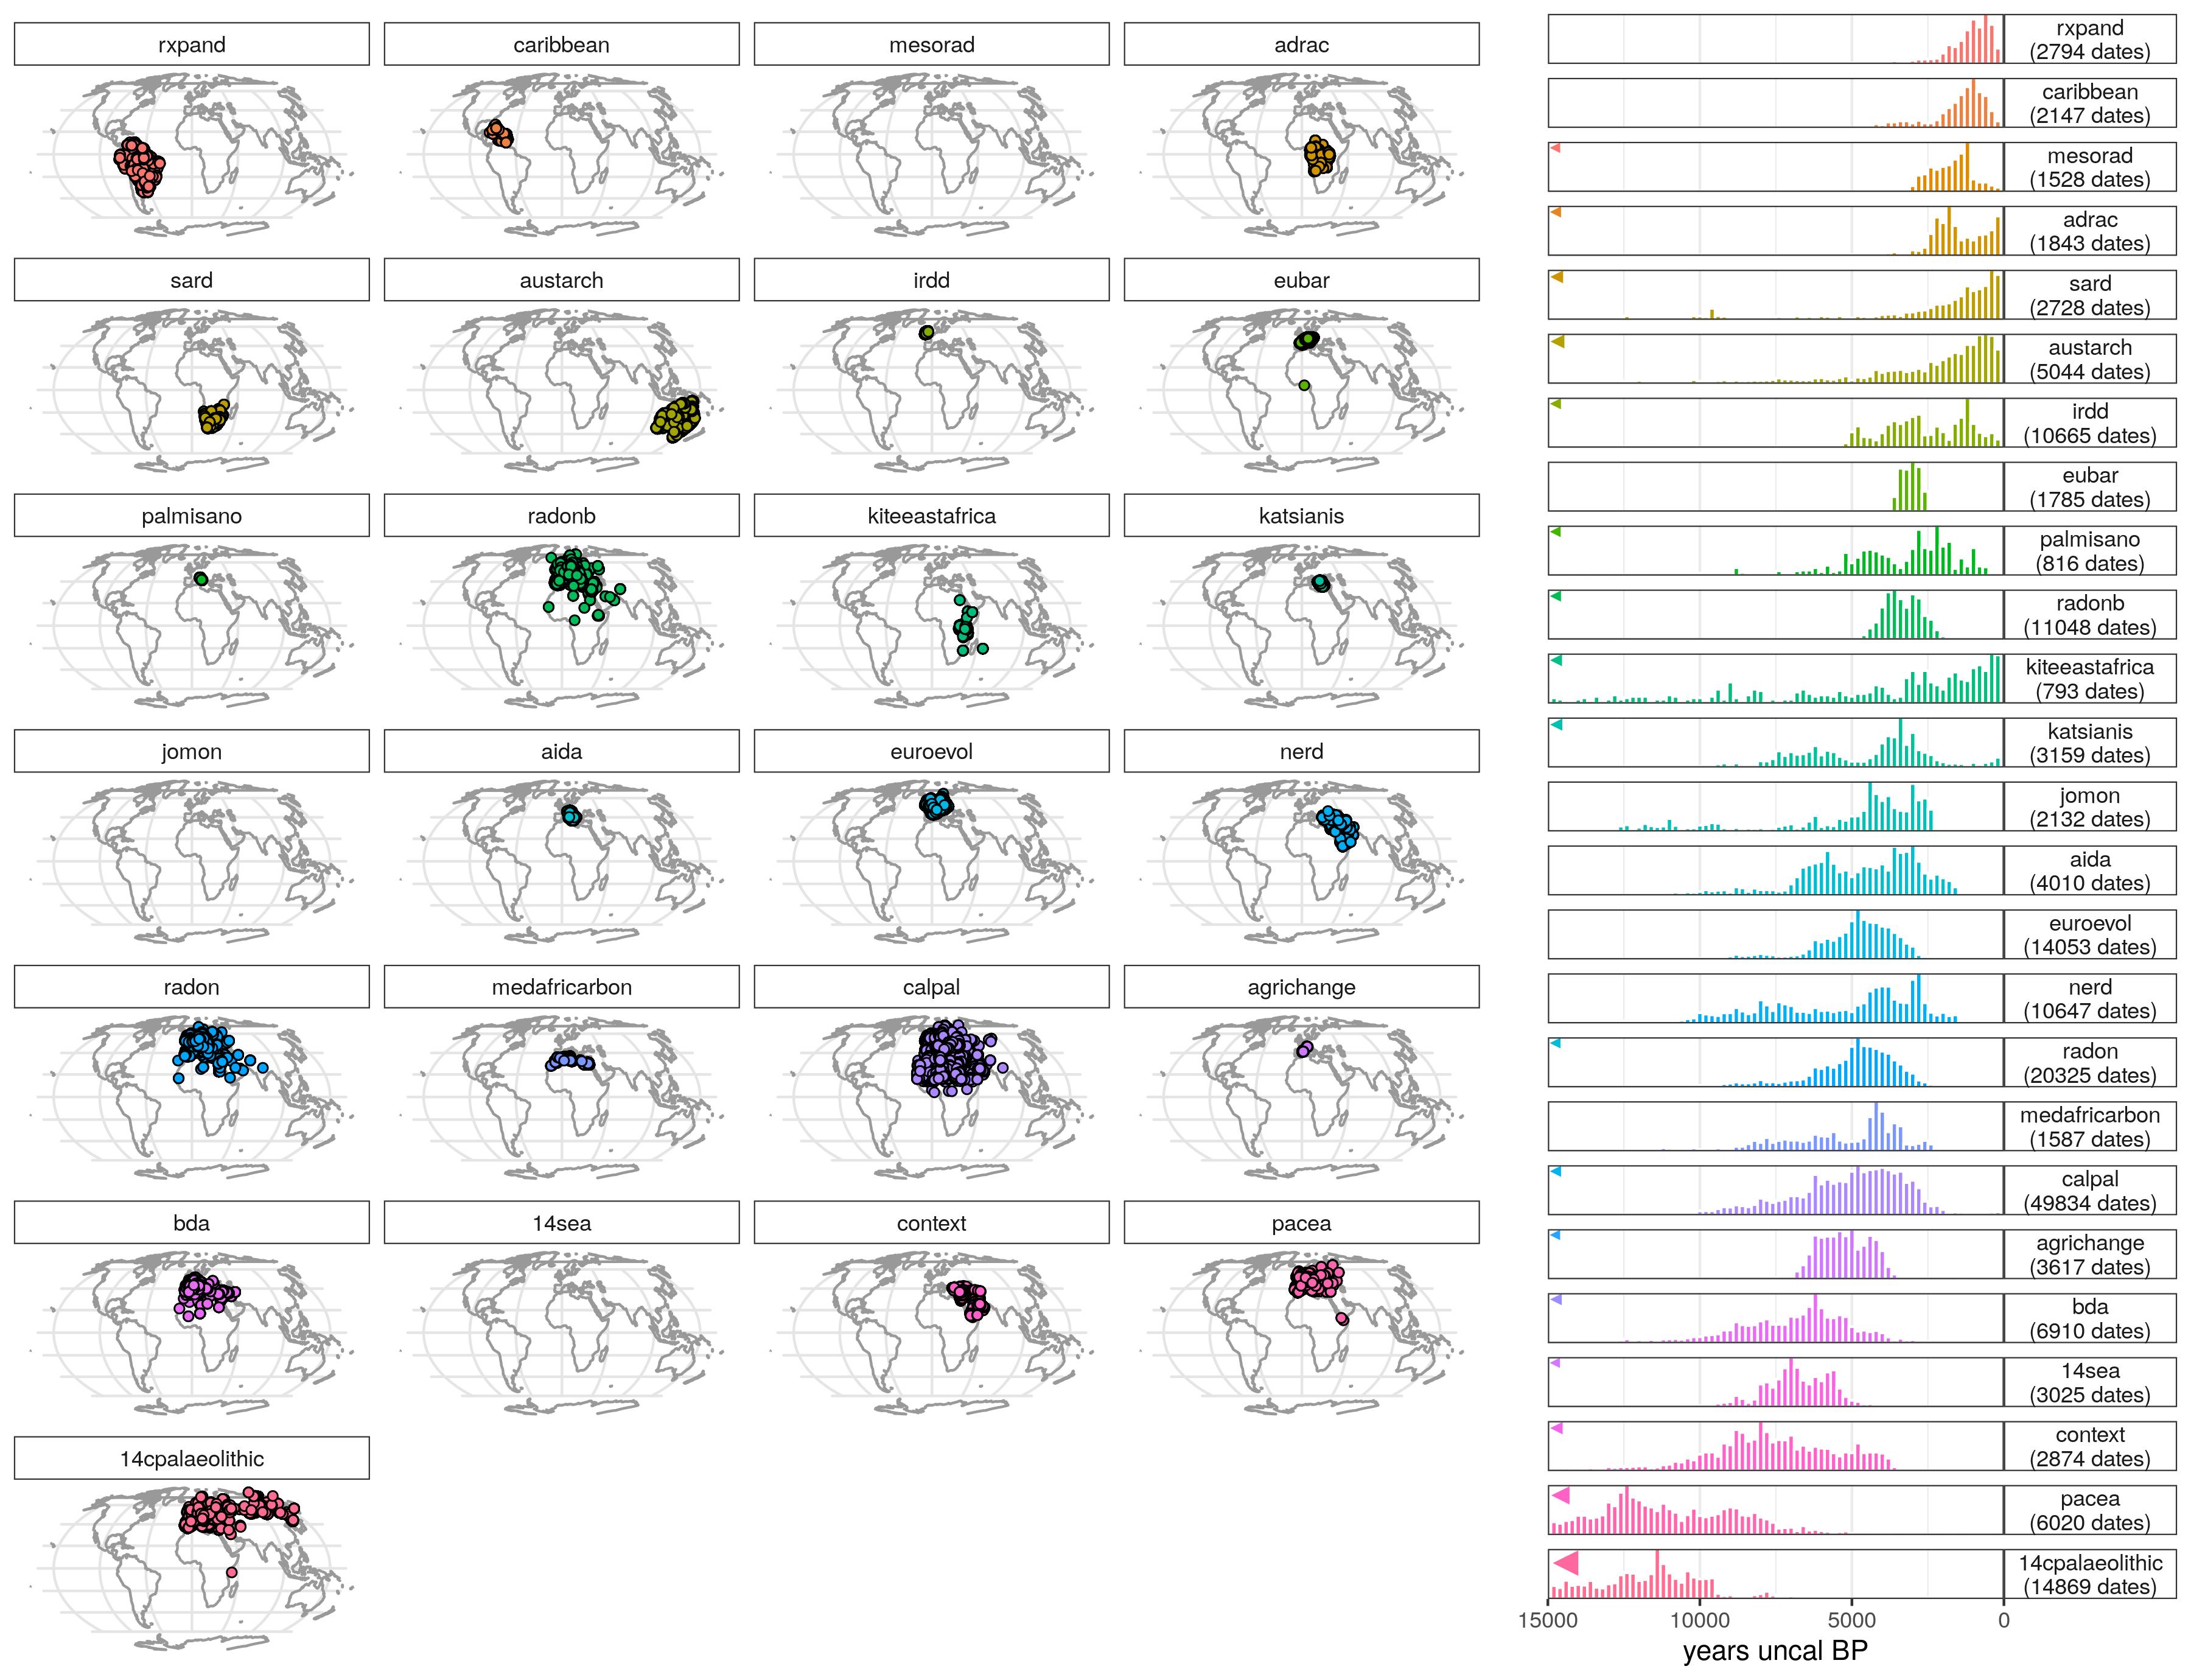 rxpand
caribbean
mesorad
adrac
sard
austarch
irdd
eubar
palmisano
radonb
kiteeastafrica
katsianis
jomon
aida
euroevol
nerd
radon
medafricarbon
calpal
agrichange
bda
14sea
context
pacea
14cpalaeolithic
rxpand
(2794 dates)
caribbean
(2147 dates)
mesorad
(1528 dates)
adrac
(1843 dates)
sard
(2728 dates)
austarch
(5044 dates)
irdd
(10665 dates)
eubar
(1785 dates)
palmisano
(816 dates)
radonb
(11048 dates)
kiteeastafrica
(793 dates)
katsianis
(3159 dates)
jomon
(2132 dates)
aida
(4010 dates)
euroevol
(14053 dates)
nerd
(10647 dates)
radon
(20325 dates)
medafricarbon
(1587 dates)
calpal
(49834 dates)
agrichange
(3617 dates)
bda
(6910 dates)
14sea
(3025 dates)
context
(2874 dates)
pacea
(6020 dates)
14cpalaeolithic
(14869 dates)
15000 10000 5000 0
years uncal BP